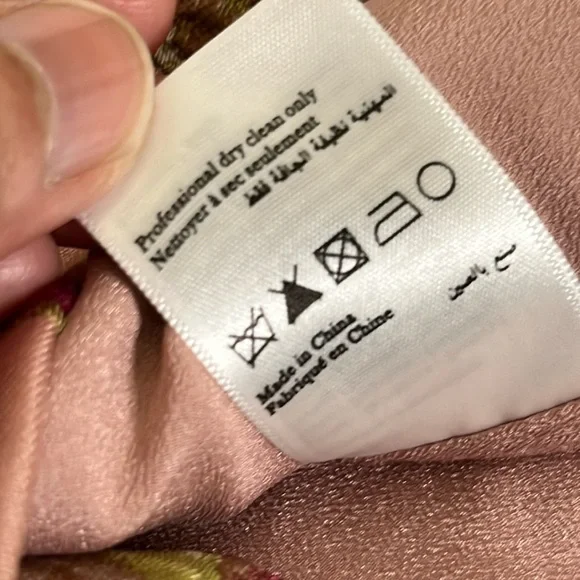 Professional dry clean only
Nettoyer à sec seulement
المهنية نظيفة الجافة فقط
Made in China
Fabriqué en Chine
صنع بالصين